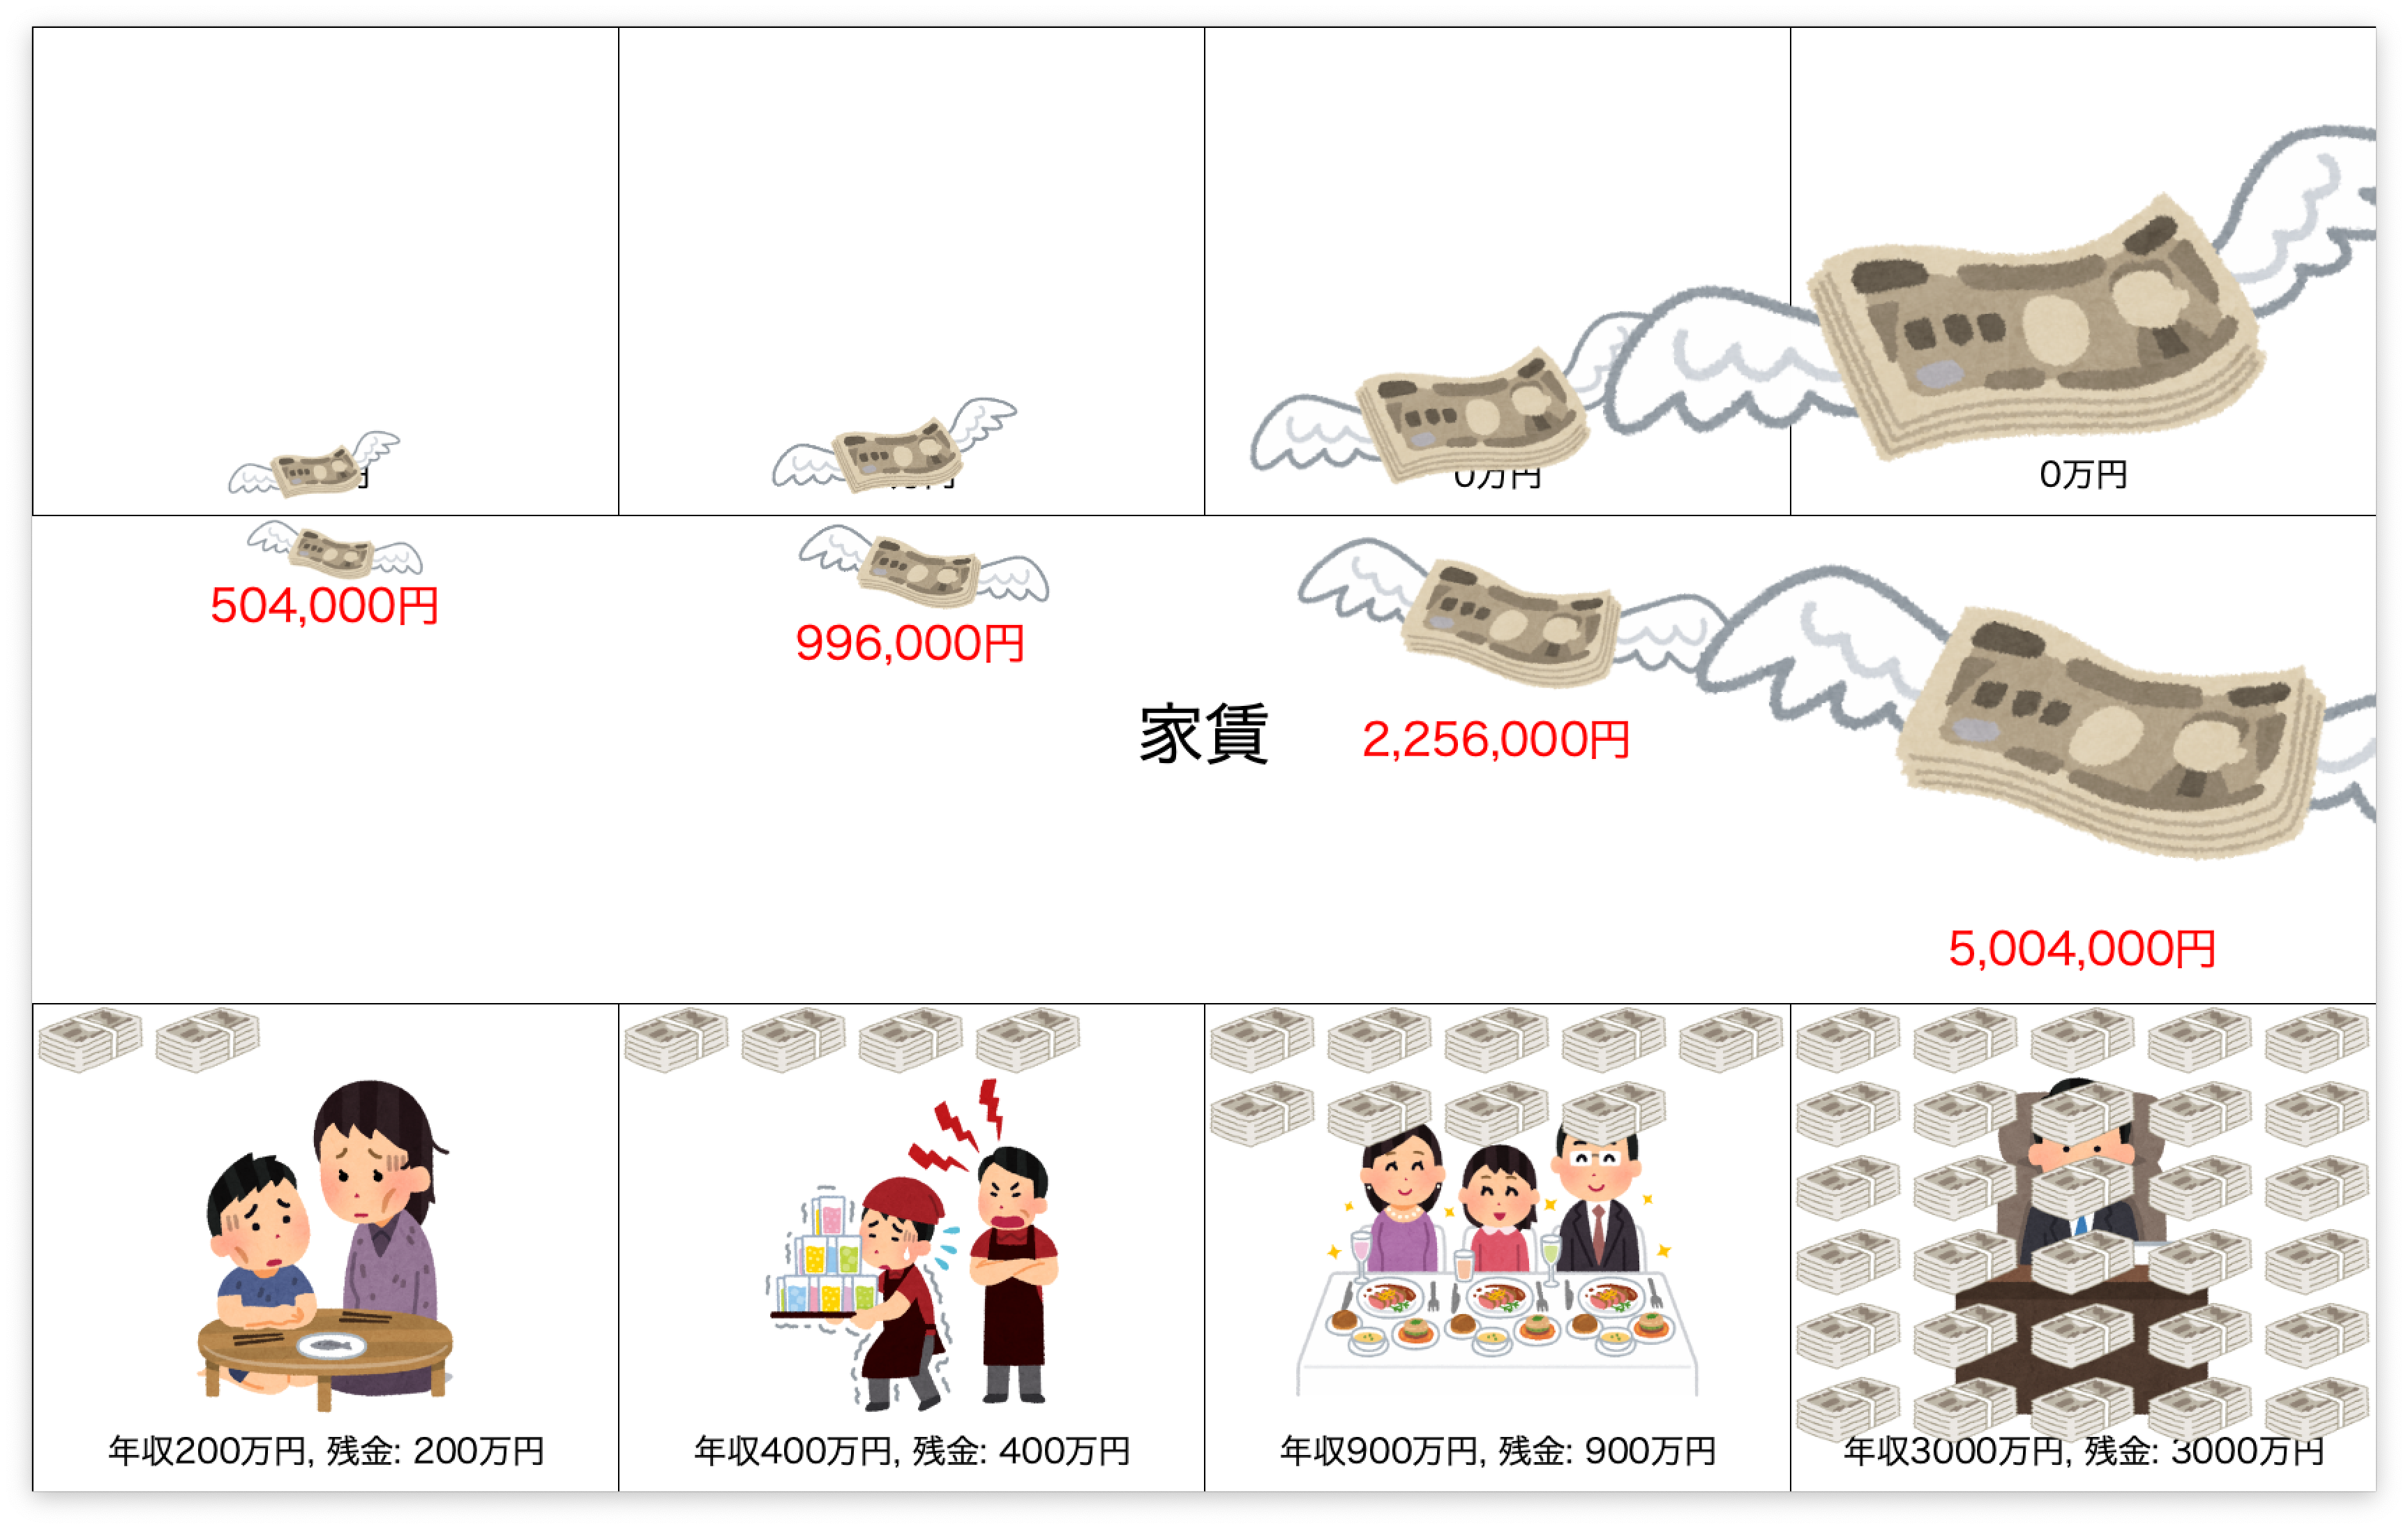 円
万円
0万円
0万円
504,000円
996,000円
家賃
2,256,000円
5,004,000円
年収200万円, 残金: 200万円
年収400万円, 残金: 400万円
年収900万円, 残金: 900万円
年収3000万円, 残金: 3000万円